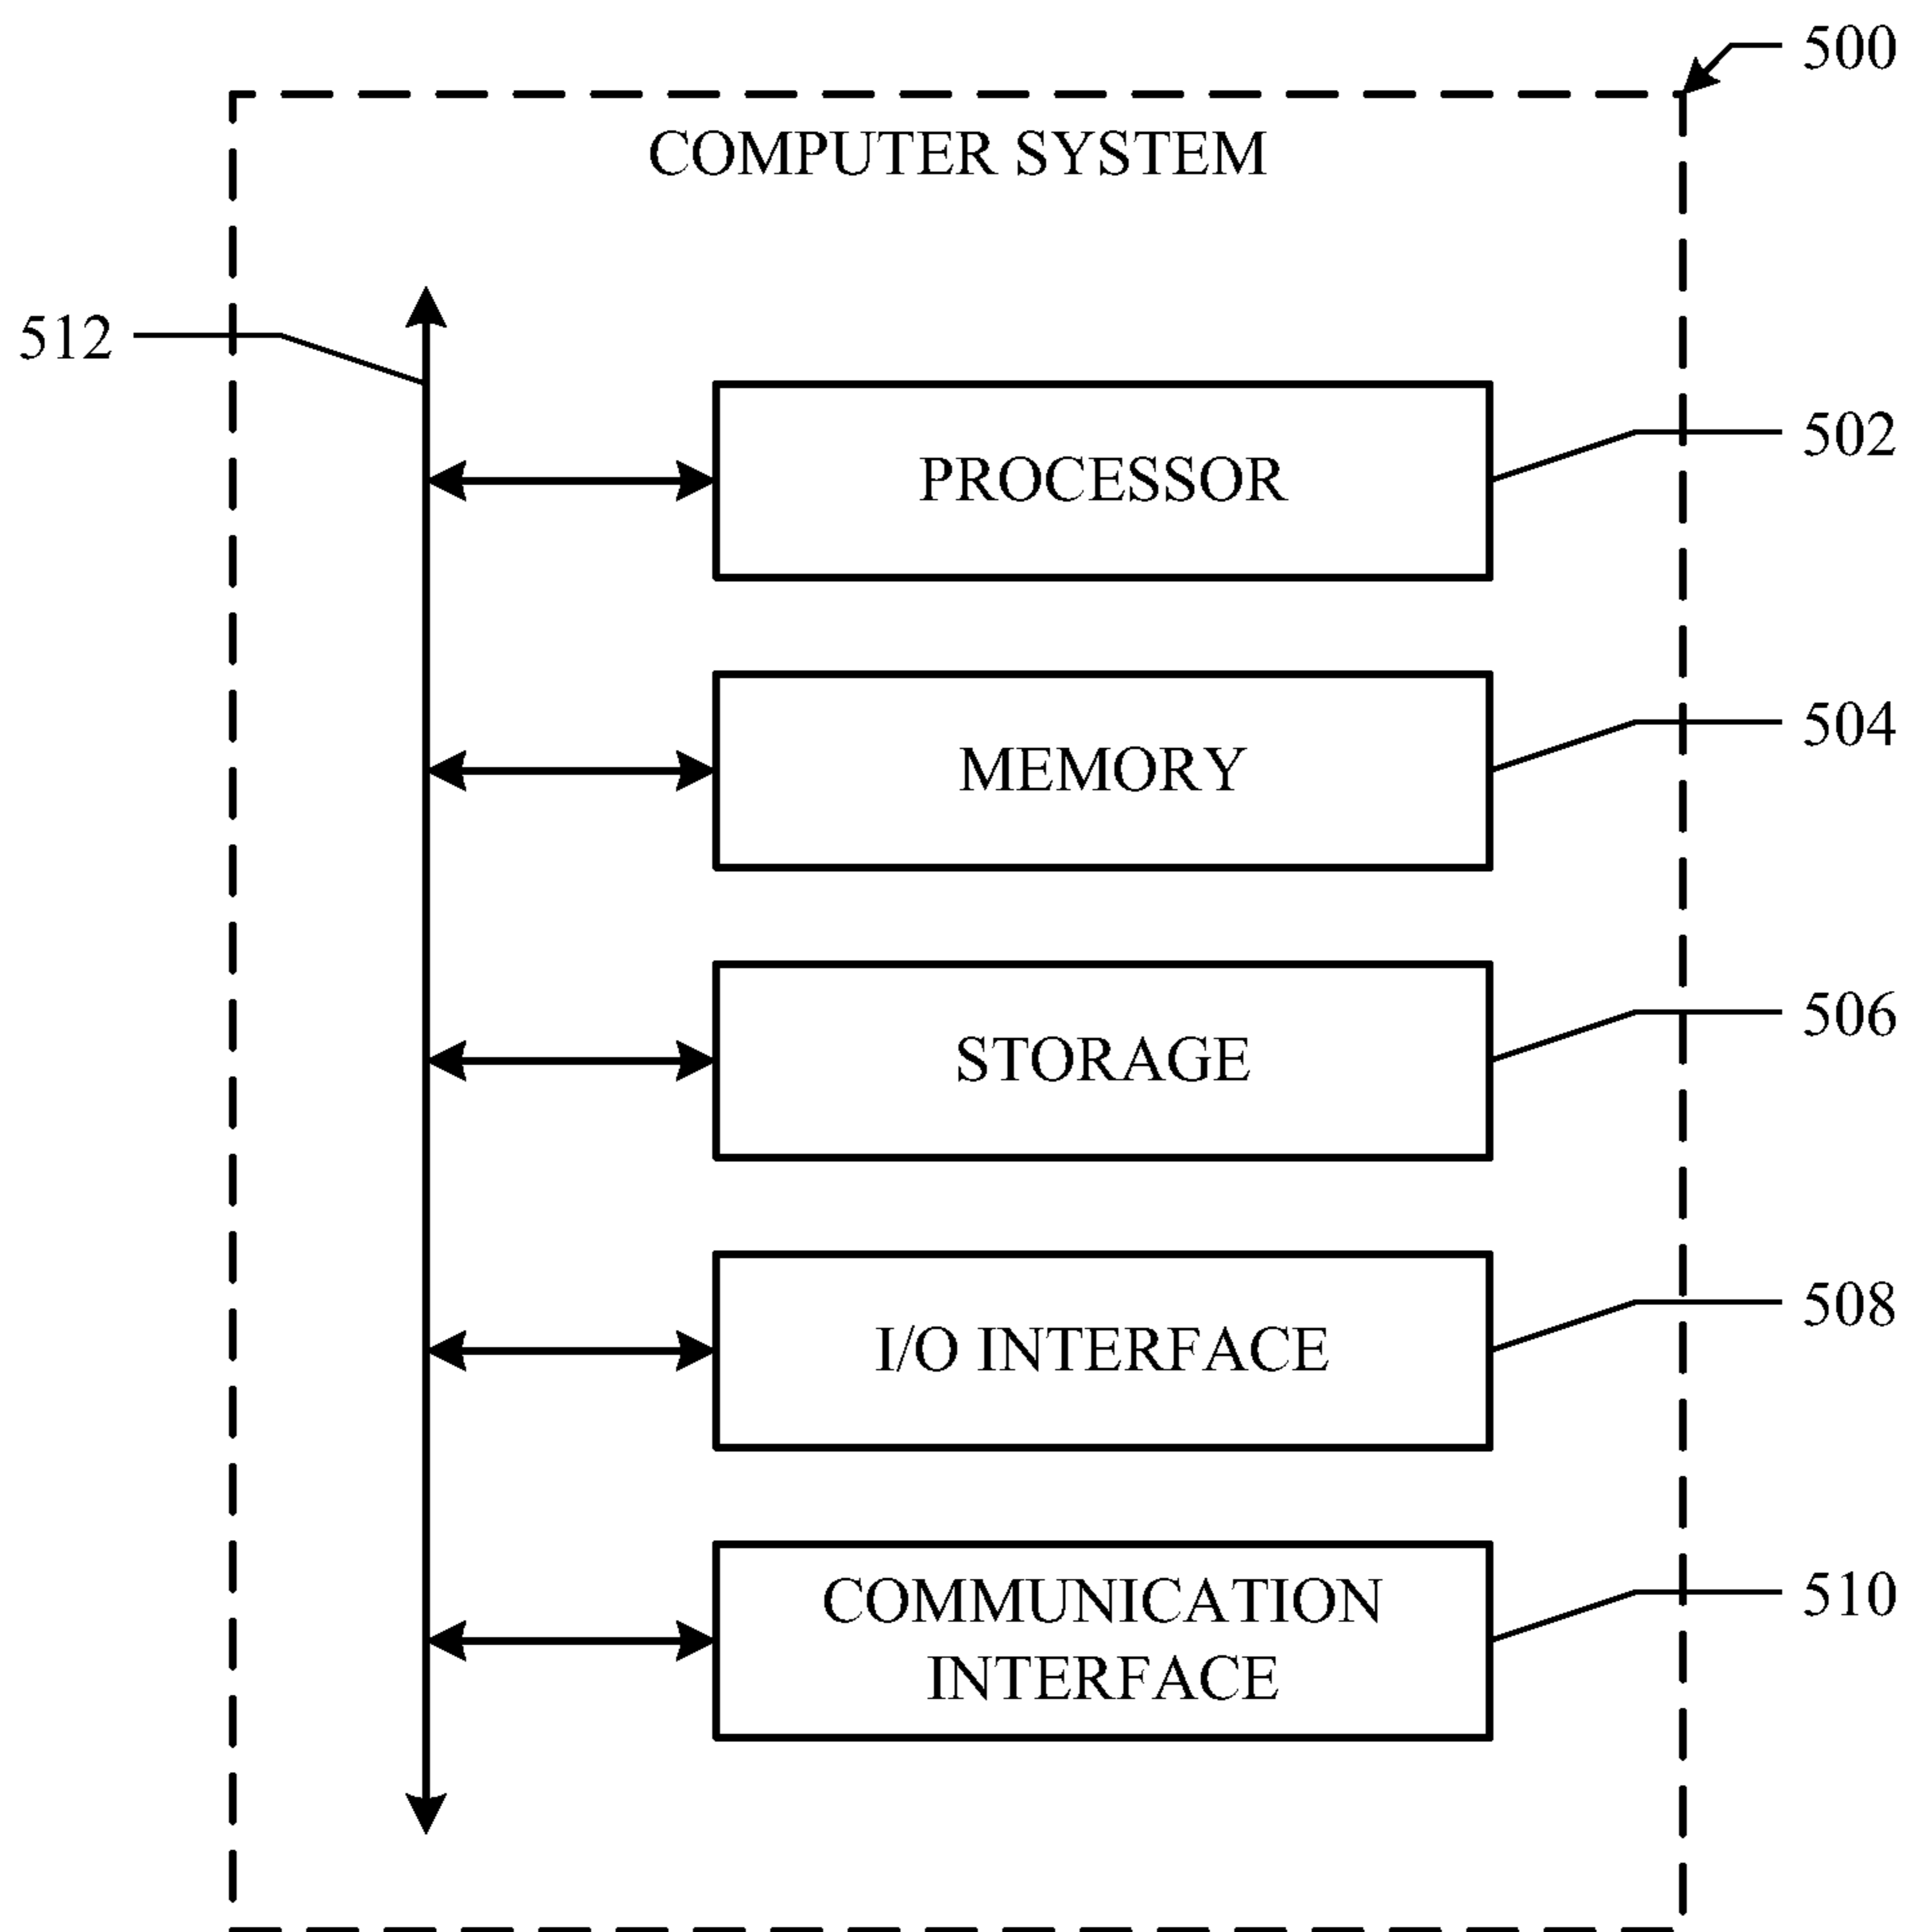 500
COMPUTER SYSTEM
512
502
PROCESSOR
504
MEMORY
506
STORAGE
508
I/O INTERFACE
510
COMMUNICATION
INTERFACE